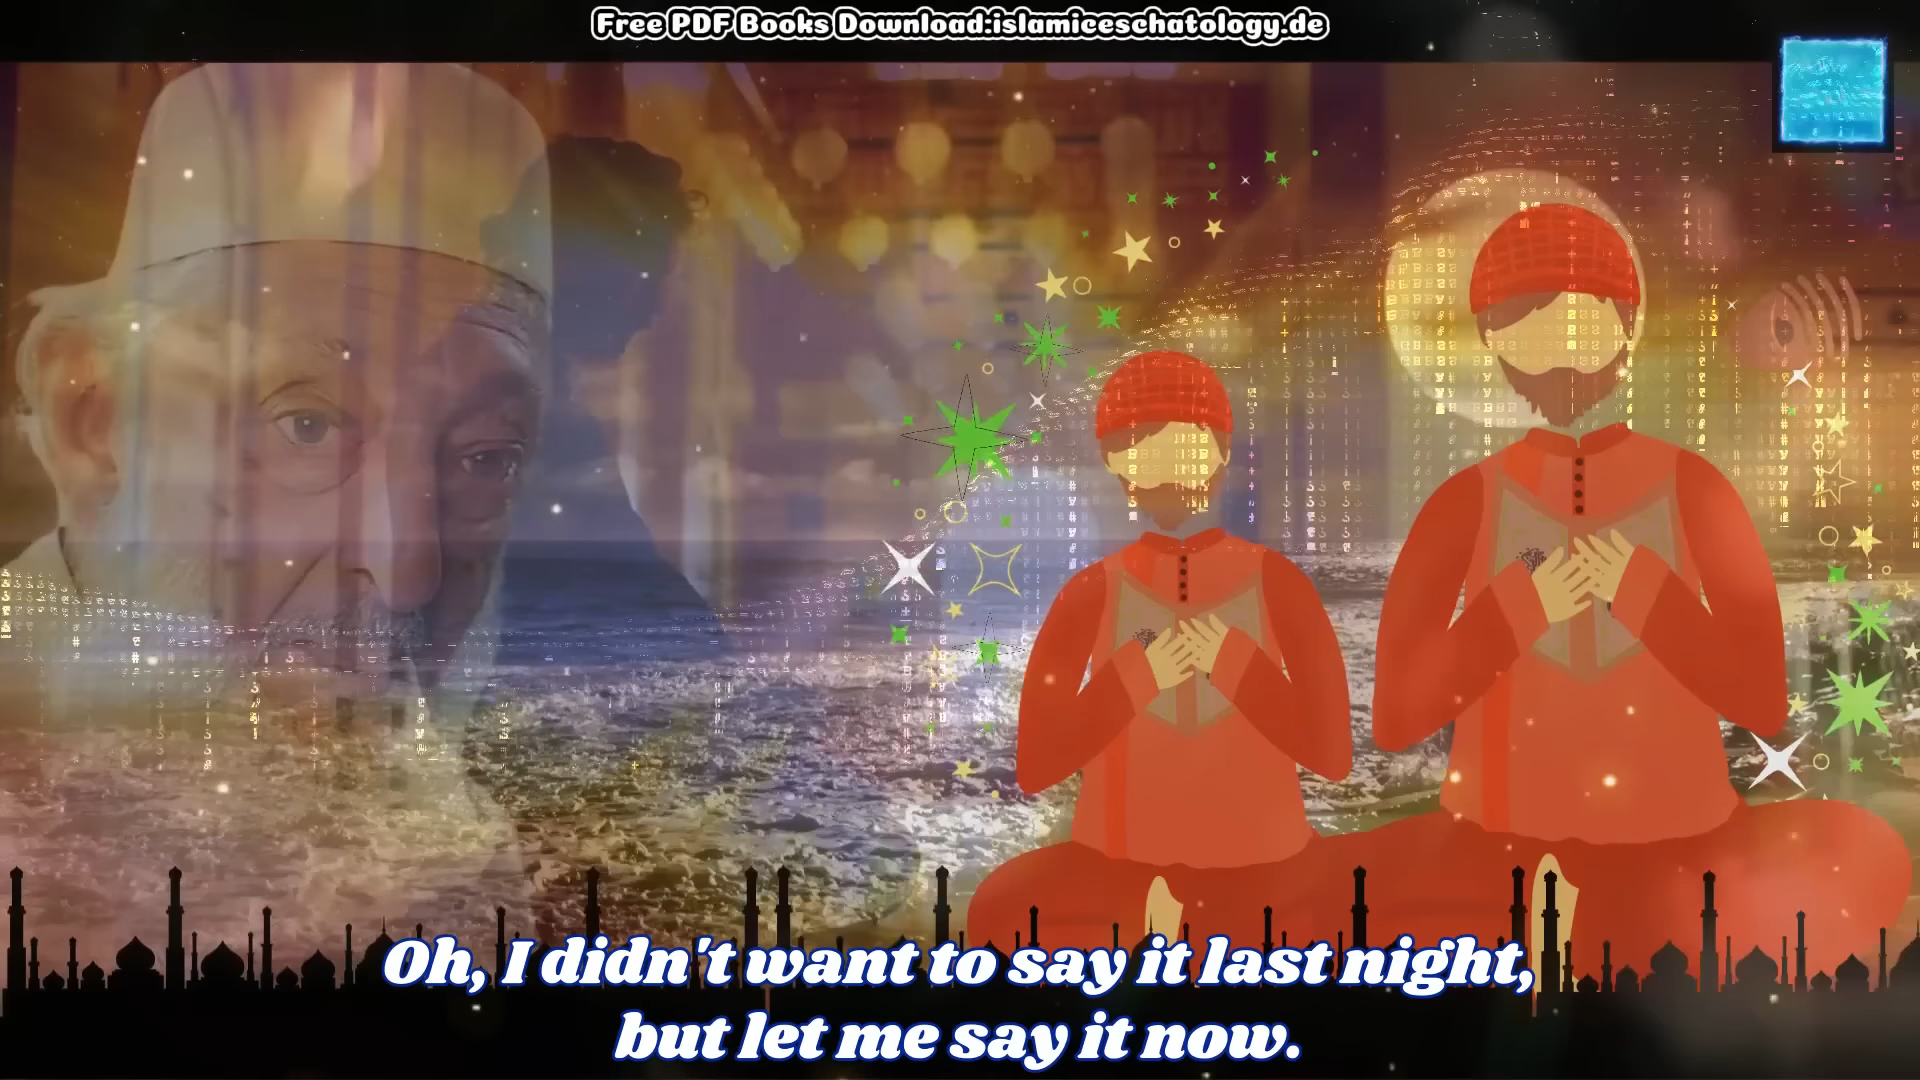 Free PDF Books Download:islamiceschatology.de
Oh, I didn't want to say it last night,
but let me say it now.